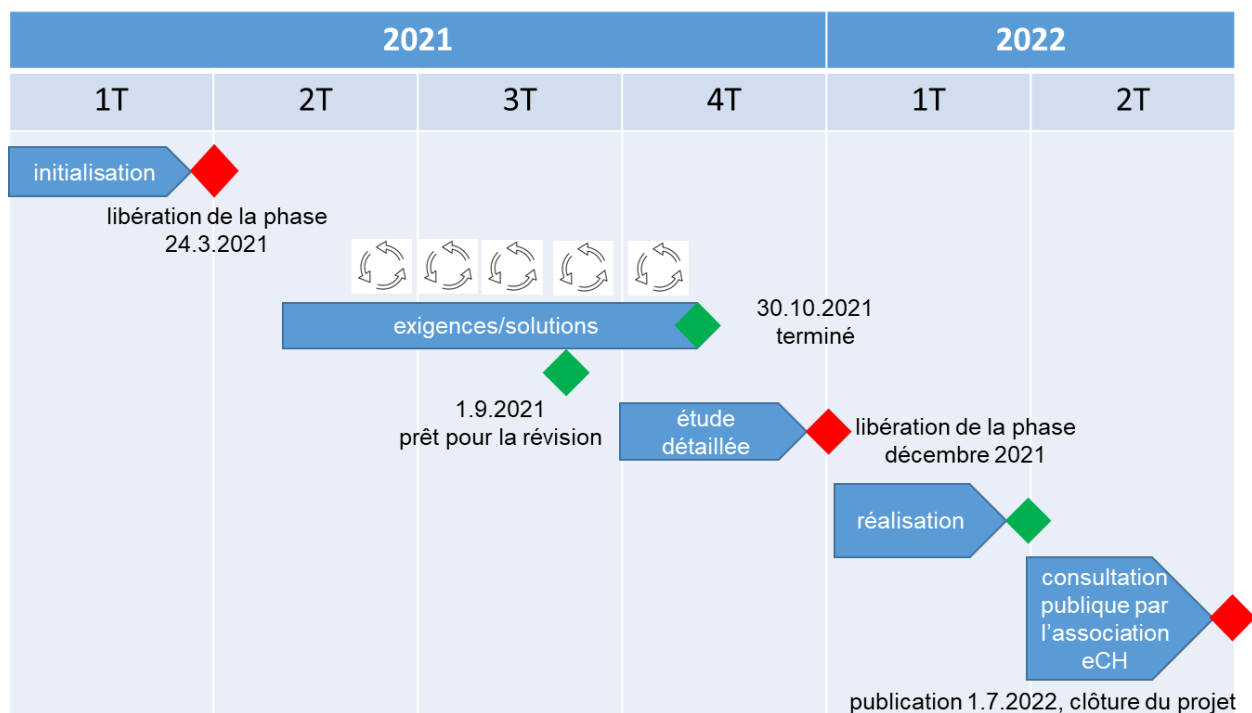 2021
2022
1T
2T
3T
4T
1T
2T
initialisation
libération de la phase
24.3.2021
exigences/solutions
30.10.2021
terminé
1.9.2021
prêt pour la révision
étude
détaillée
libération de la phase
décembre 2021
réalisation
consultation
publique par
l’association
eCH
publication 1.7.2022, clôture du projet